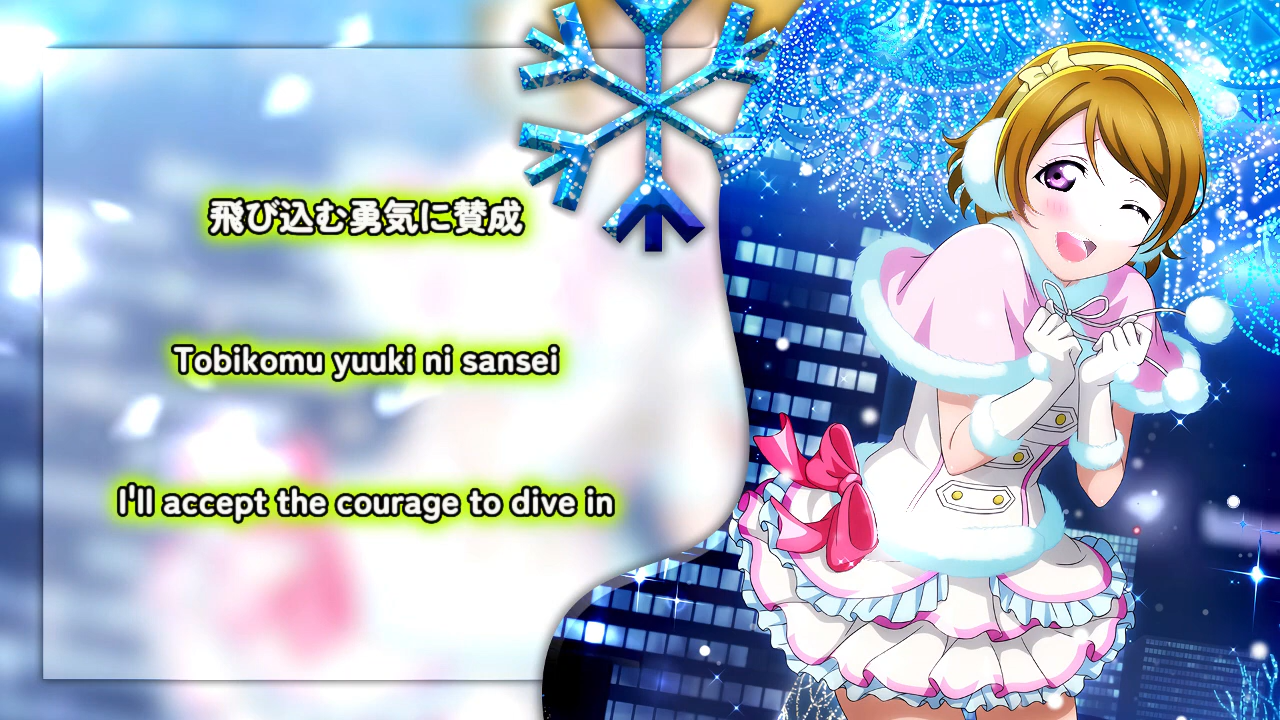 飛び込む勇気に賛成
Tobikomu yuuki ni sansei
I'll accept the courage to dive in